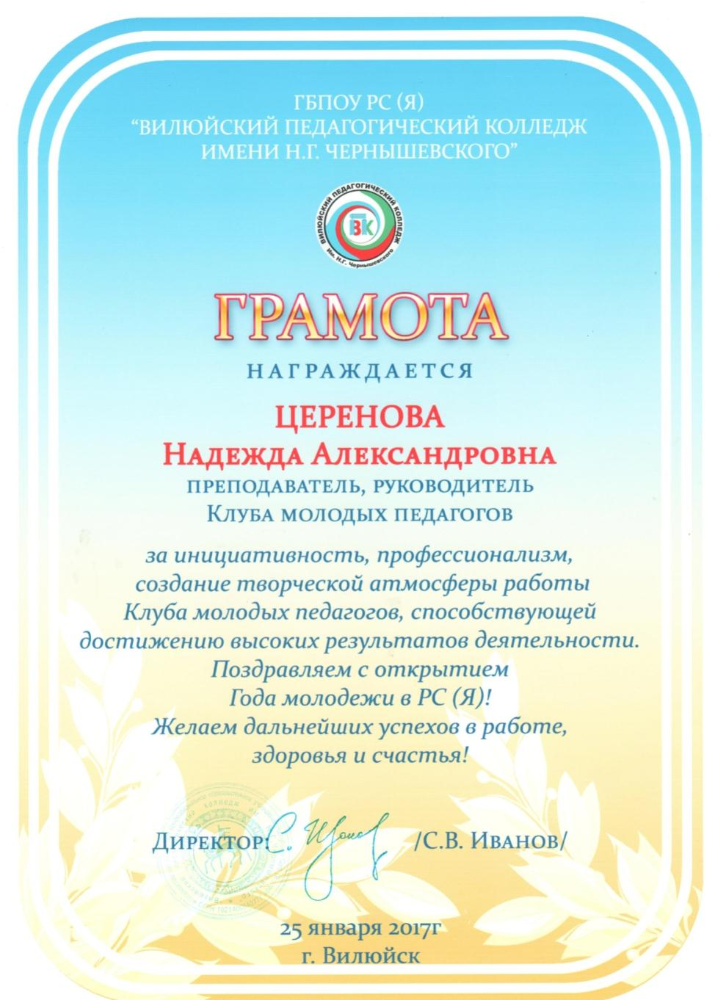 ГБПОУ РС (Я)
“ВИЛЮЙСКИЙ ПЕДАГОГИЧЕСКИЙ КОЛЛЕДЖ
ИМЕНИ Н.Г. ЧЕРНЫШЕВСКОГО”
ВИЛЮЙСКИЙ ПЕДАГОГИЧЕСКИЙ КОЛЛЕДЖ
ВПК
Им. Н.Г. Чернышевского
ГРАМОТА
НАГРАЖДАЕТСЯ
ЦЕРЕНОВА
Надежда Александровна
преподаватель, руководитель
Клуба молодых педагогов
за инициативность, профессионализм,
создание творческой атмосферы работы
Клуба молодых педагогов, способствующей
достижению высоких результатов деятельности.
Поздравляем с открытием
Года молодежи в РС (Я)!
Желаем дальнейших успехов в работе,
здоровья и счастья!
Директор: /С.В. Иванов/
25 января 2017г
г. Вилюйск